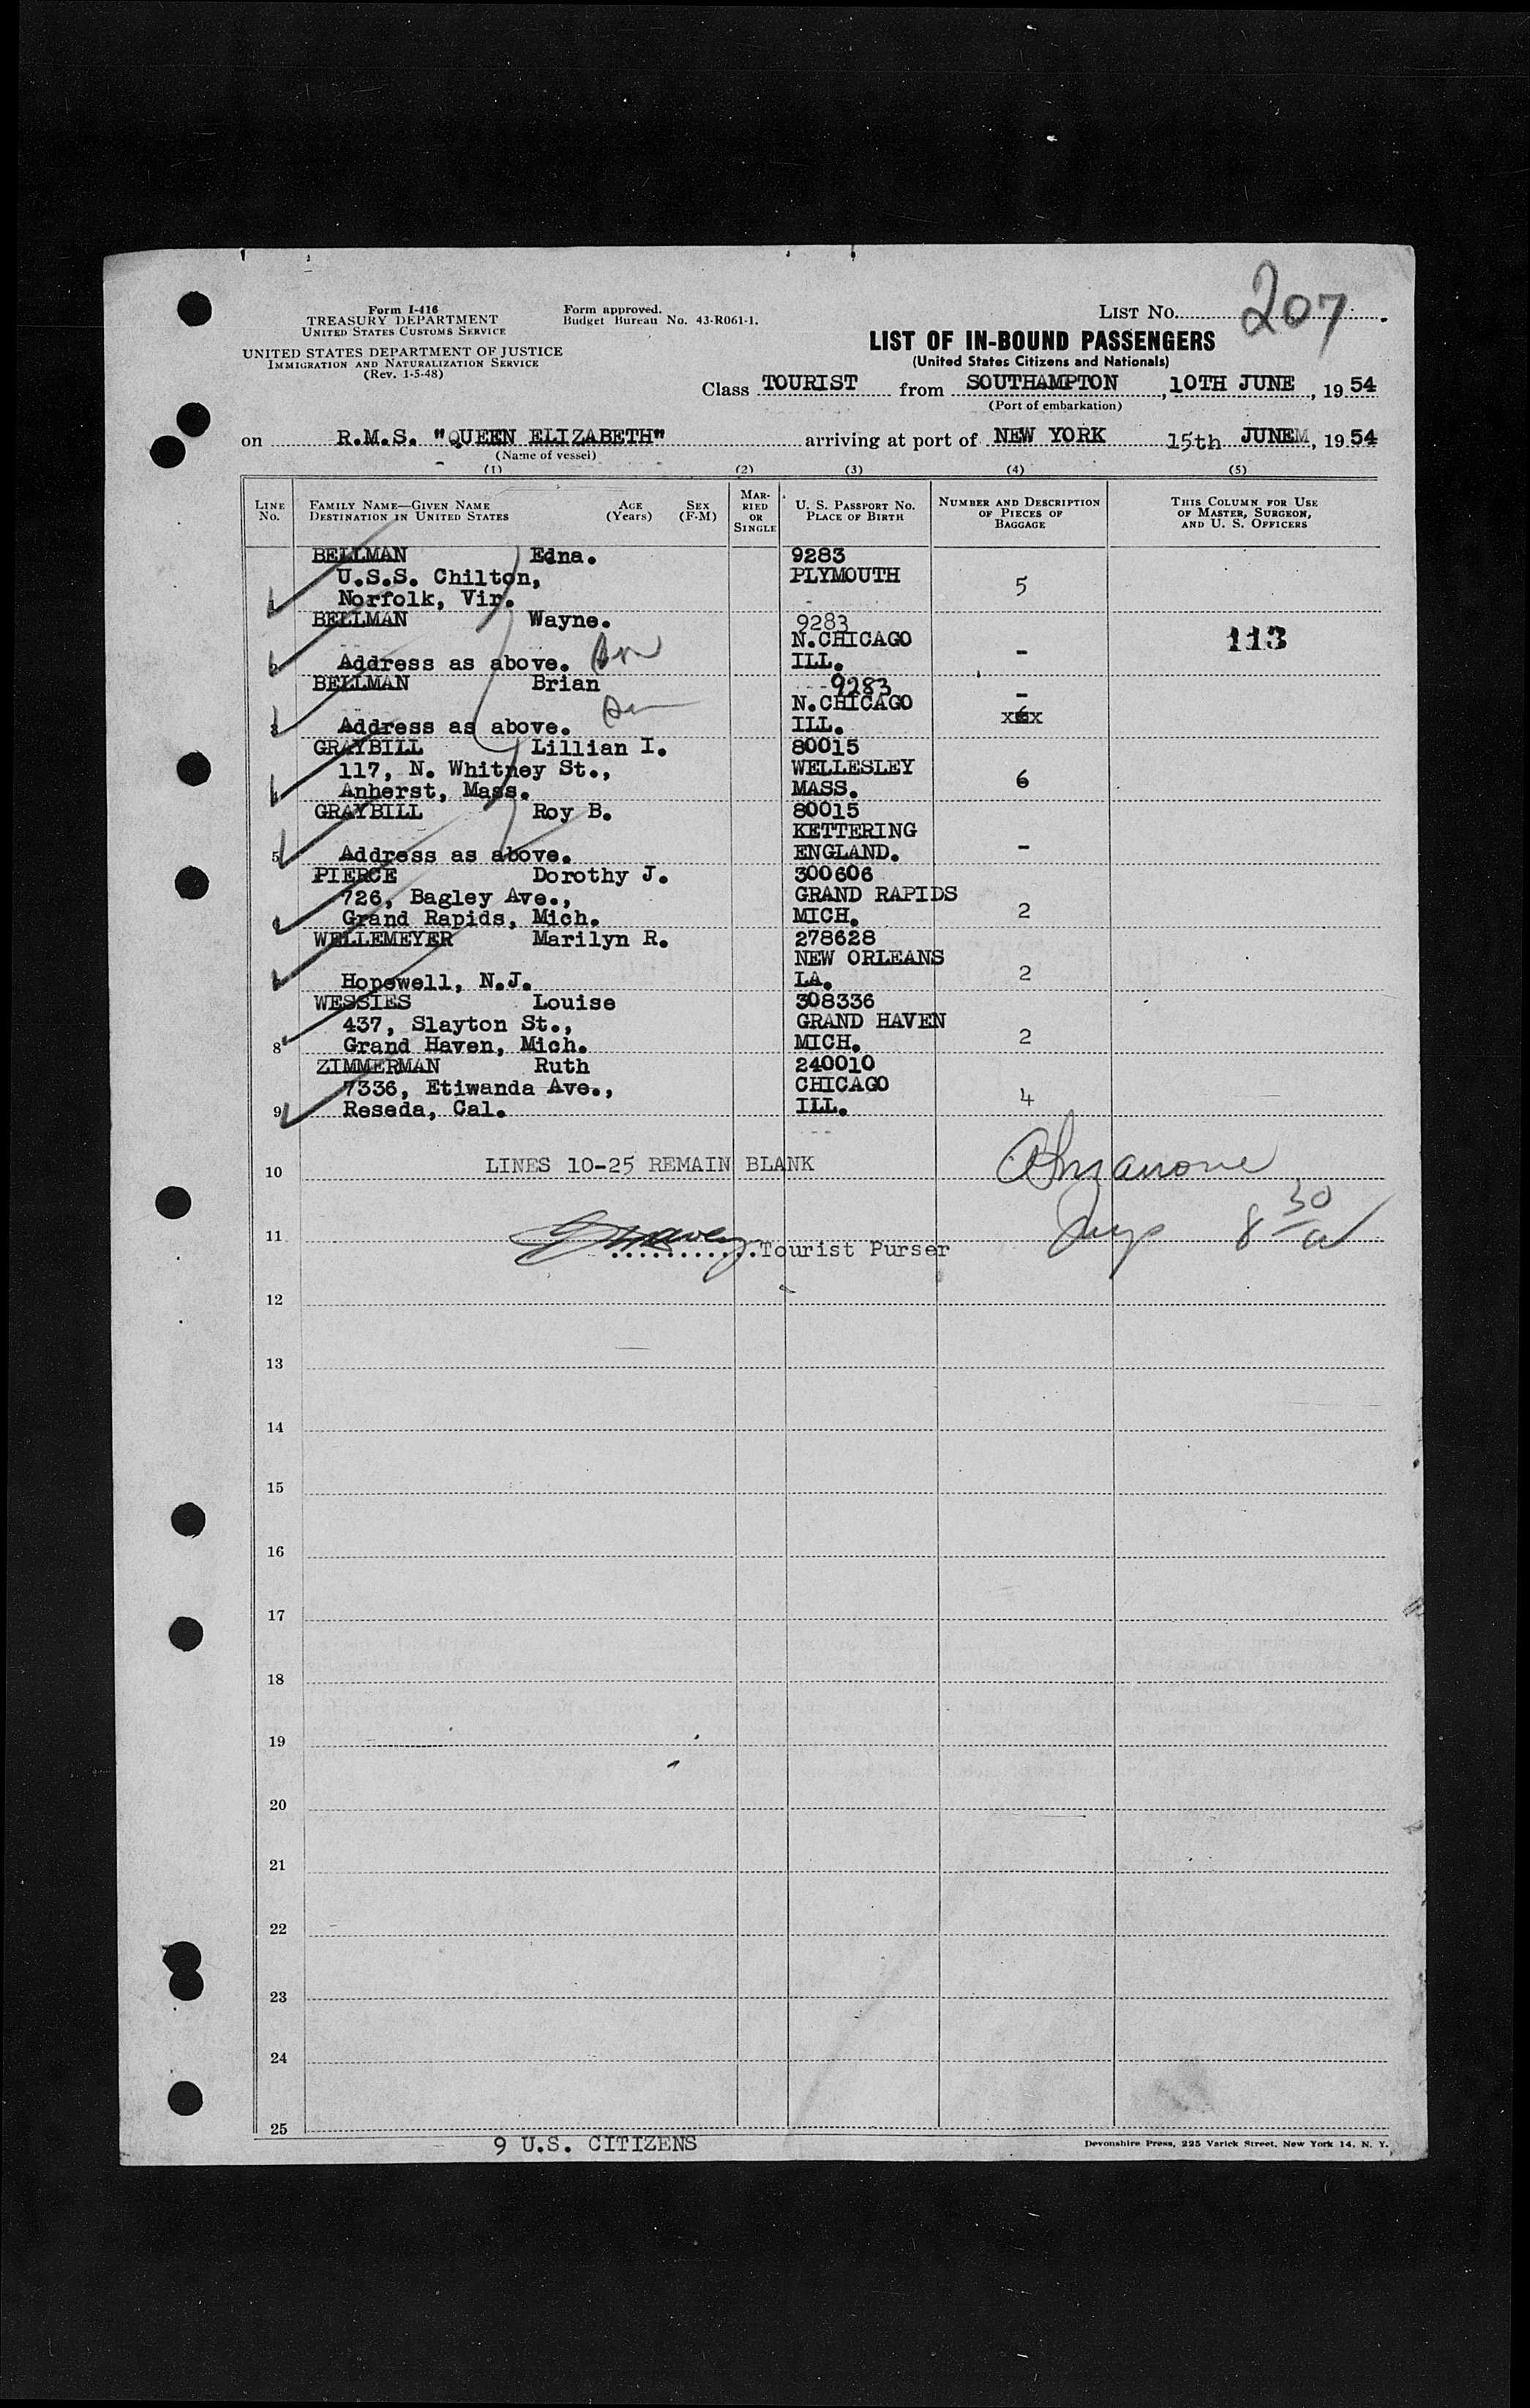 Form I-416
TREASURY DEPARTMENT
UNITED STATES CUSTOMS SERVICE
UNITED STATES DEPARTMENT OF JUSTICE
IMMIGRATION AND NATURALIZATION SERVICE
(Rev. 1-5-48)
Form approved.
Budget Bureau No. 43-R061-1.
LIST NO. 207
LIST OF IN-BOUND PASSENGERS
(United States Citizens and Nationals)
Class TOURIST from SOUTHAMPTON, 10TH JUNE, 1954
(Port of embarkation)
on R.M.S. "QUEEN ELIZABETH" arriving at port of NEW YORK 15th JUNEM, 1954
(Name of vessel)
(1) (2) (3) (4) (5)
LINE NO. FAMILY NAME—GIVEN NAME DESTINATION IN UNITED STATES AGE (Years) SEX (F-M) MARRIED OR SINGLE U. S. PASSPORT NO. PLACE OF BIRTH NUMBER AND DESCRIPTION OF PIECES OF BAGGAGE THIS COLUMN FOR USE OF MASTER, SURGEON, AND U. S. OFFICERS
BELLMAN Edna. 9283
U.S.S. Chilton, PLYMOUTH 5
Norfolk, Vir.
BELLMAN Wayne. 9283
N.CHICAGO 113
Address as above. ILL. -
BELLMAN Brian 9283
N.CHICAGO -
Address as above. ILL. x6x
GRAYBILL Lillian I. 80015
117, N. Whitney St., WELLESLEY 6
Anherst, Mass. MASS.
GRAYBILL Roy B. 80015
KETTERING
5 Address as above. ENGLAND. -
PIERCE Dorothy J. 300606
726, Bagley Ave., GRAND RAPIDS
Grand Rapids, Mich. MICH. 2
WELLEMEYER Marilyn R. 278628
NEW ORLEANS
Hopewell, N.J. LA. 2
WESSIES Louise 308336
437, Slayton St., GRAND HAVEN
8 Grand Haven, Mich. MICH. 2
ZIMMERMAN Ruth 240010
7336, Etiwanda Ave., CHICAGO
9 Reseda, Cal. ILL. 4
10 LINES 10-25 REMAIN BLANK
11 Tourist Purser 8 30
12
13
14
15
16
17
18
19
20
21
22
23
24
25
9 U.S. CITIZENS
Devonshire Press, 225 Varick Street, New York 14, N. Y.